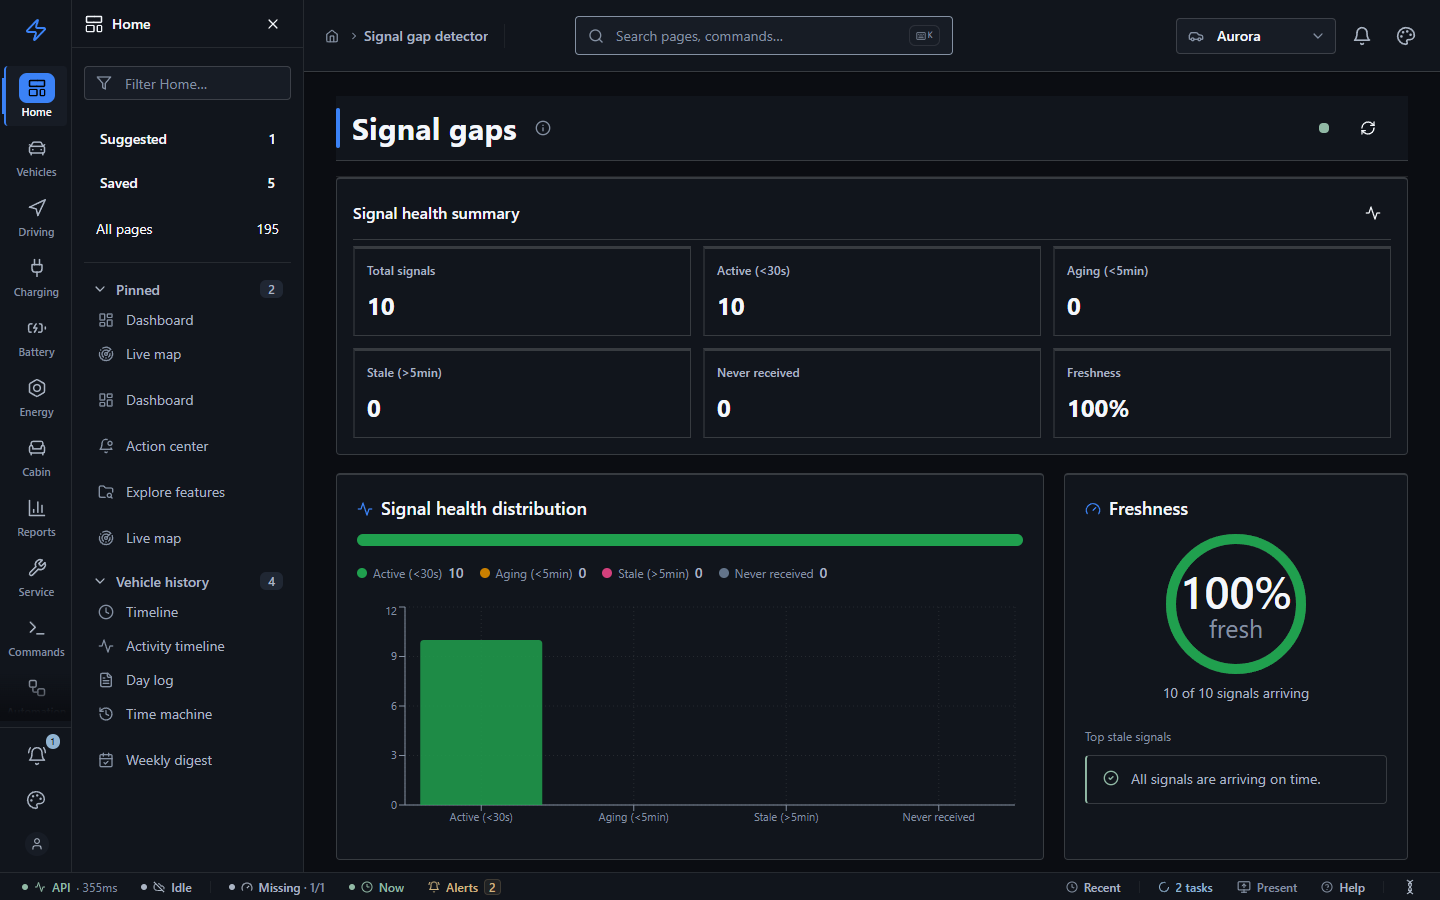 Home
Signal gap detector
Search pages, commands...
K
Aurora
Filter Home...
Suggested 1
Saved 5
All pages 195
Pinned 2
Dashboard
Live map
Dashboard
Action center
Explore features
Live map
Vehicle history 4
Timeline
Activity timeline
Day log
Time machine
Weekly digest
Home
Vehicles
Driving
Charging
Battery
Energy
Cabin
Reports
Service
Commands
1
Signal gaps
Signal health summary
Total signals
10
Active (<30s)
10
Aging (<5min)
0
Stale (>5min)
0
Never received
0
Freshness
100%
Signal health distribution
Active (<30s) 10 Aging (<5min) 0 Stale (>5min) 0 Never received 0
12
9
6
3
0
Active (<30s) Aging (<5min) Stale (>5min) Never received
Freshness
100%
fresh
10 of 10 signals arriving
Top stale signals
All signals are arriving on time.
API · 355ms Idle Missing · 1/1 Now Alerts 2 Recent 2 tasks Present Help